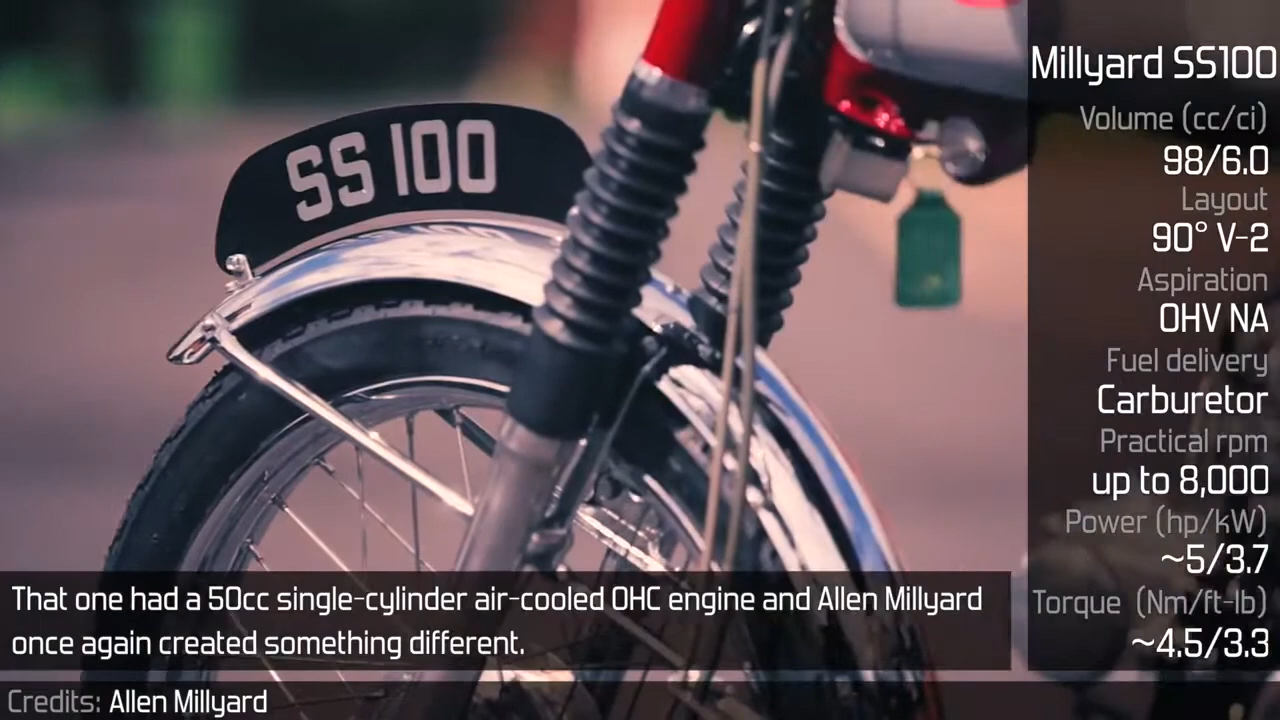 SS 100
Millyard SS100
Volume (cc/ci)
98/6.0
Layout
90° V-2
Aspiration
OHV NA
Fuel delivery
Carburetor
Practical rpm
up to 8,000
Power (hp/kW)
~5/3.7
Torque (Nm/ft-lb)
~4.5/3.3
That one had a 50cc single-cylinder air-cooled OHC engine and Allen Millyard
once again created something different.
Credits: Allen Millyard